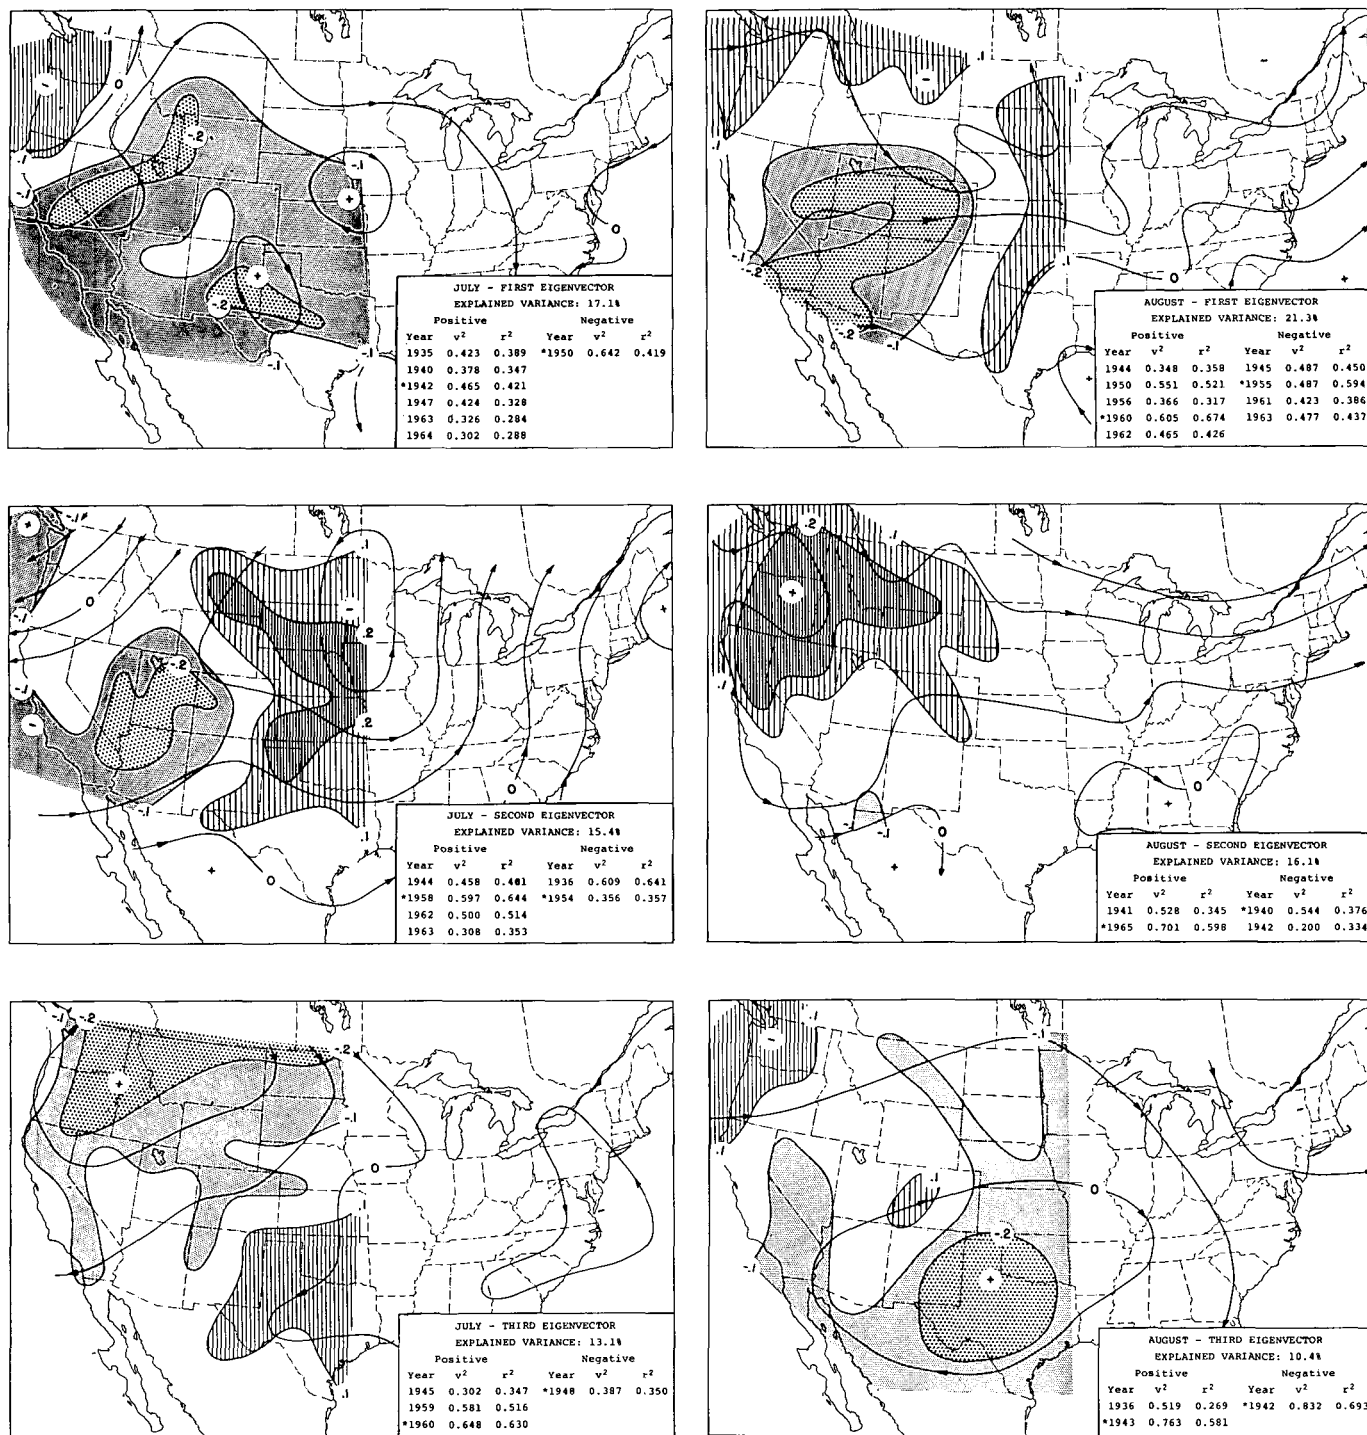 JULY - FIRST EIGENVECTOR
EXPLAINED VARIANCE: 17.1%
Positive Negative
Year v² r² Year v² r²
1935 0.423 0.389 *1950 0.642 0.419
1940 0.378 0.347
*1942 0.465 0.421
1947 0.424 0.328
1963 0.326 0.284
1964 0.302 0.288
AUGUST - FIRST EIGENVECTOR
EXPLAINED VARIANCE: 21.3%
Positive Negative
Year v² r² Year v² r²
1944 0.348 0.358 1945 0.487 0.450
1950 0.551 0.521 *1955 0.487 0.594
1956 0.366 0.317 1961 0.423 0.386
*1960 0.605 0.674 1963 0.477 0.437
1962 0.465 0.426
JULY - SECOND EIGENVECTOR
EXPLAINED VARIANCE: 15.4%
Positive Negative
Year v² r² Year v² r²
1944 0.458 0.401 1936 0.609 0.641
*1958 0.597 0.644 *1954 0.356 0.357
1962 0.500 0.514
1963 0.308 0.353
AUGUST - SECOND EIGENVECTOR
EXPLAINED VARIANCE: 16.1%
Positive Negative
Year v² r² Year v² r²
1941 0.528 0.345 *1940 0.544 0.376
*1965 0.701 0.598 1942 0.200 0.334
JULY - THIRD EIGENVECTOR
EXPLAINED VARIANCE: 13.1%
Positive Negative
Year v² r² Year v² r²
1945 0.302 0.347 *1948 0.387 0.350
1959 0.581 0.516
*1960 0.648 0.630
AUGUST - THIRD EIGENVECTOR
EXPLAINED VARIANCE: 10.4%
Positive Negative
Year v² r² Year v² r²
1936 0.519 0.269 *1942 0.832 0.693
*1943 0.763 0.581